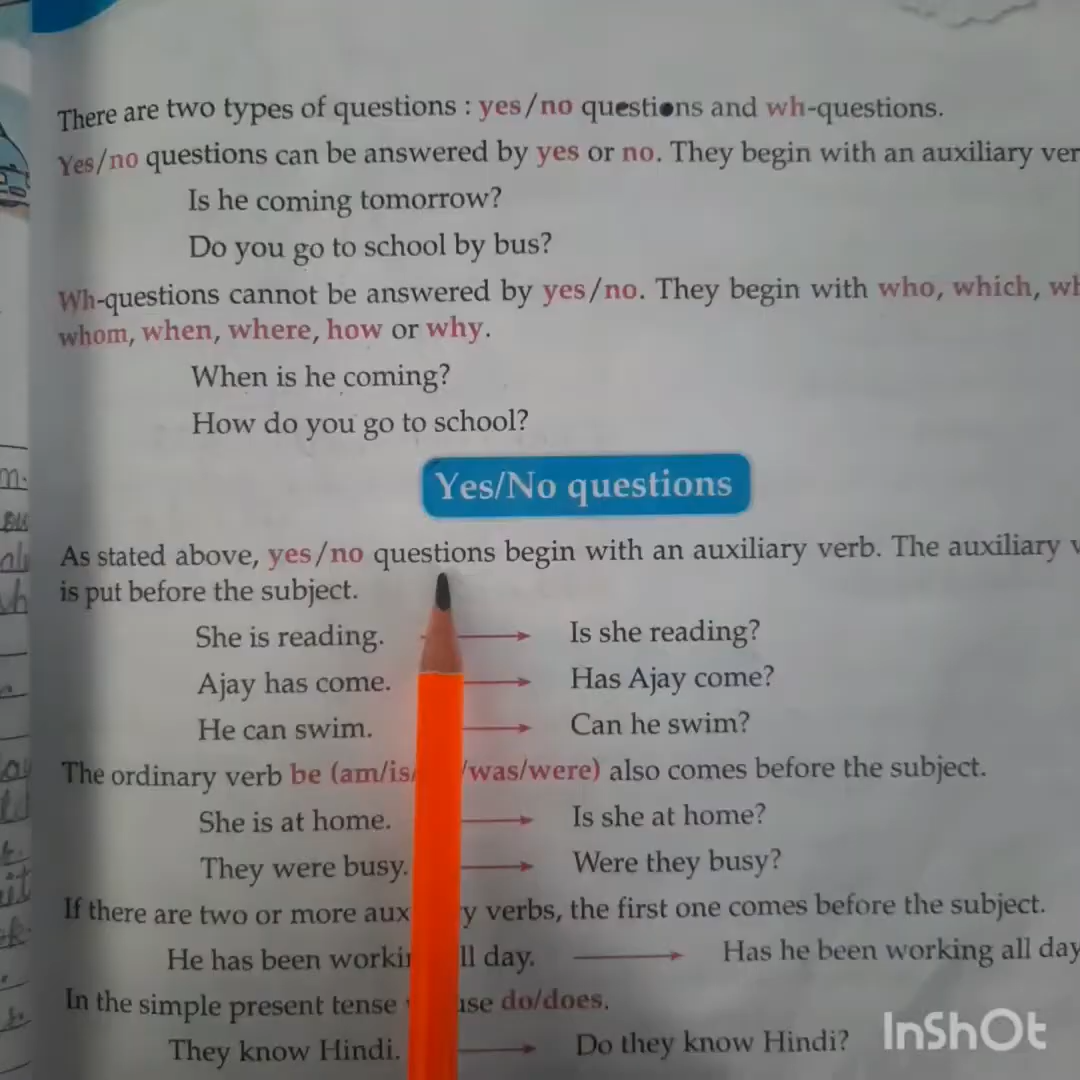 There are two types of questions : yes/no questions and wh-questions.
Yes/no questions can be answered by yes or no. They begin with an auxiliary
Is he coming tomorrow?
Do you go to school by bus?
Wh-questions cannot be answered by yes/no. They begin with who, which,
whom, when, where, how or why.
When is he coming?
How do you go to school?
Yes/No questions
As stated above, yes/no questions begin with an auxiliary verb. The auxiliary
is put before the subject.
She is reading. → Is she reading?
Ajay has come. → Has Ajay come?
He can swim. → Can he swim?
The ordinary verb be (am/is/ /was/were) also comes before the subject.
She is at home. → Is she at home?
They were busy. → Were they busy?
If there are two or more verbs, the first one comes before the subject.
He has been day. → Has he been working all day
In the simple present tense do/does.
They know Hindi. → Do they know Hindi?
InShOt